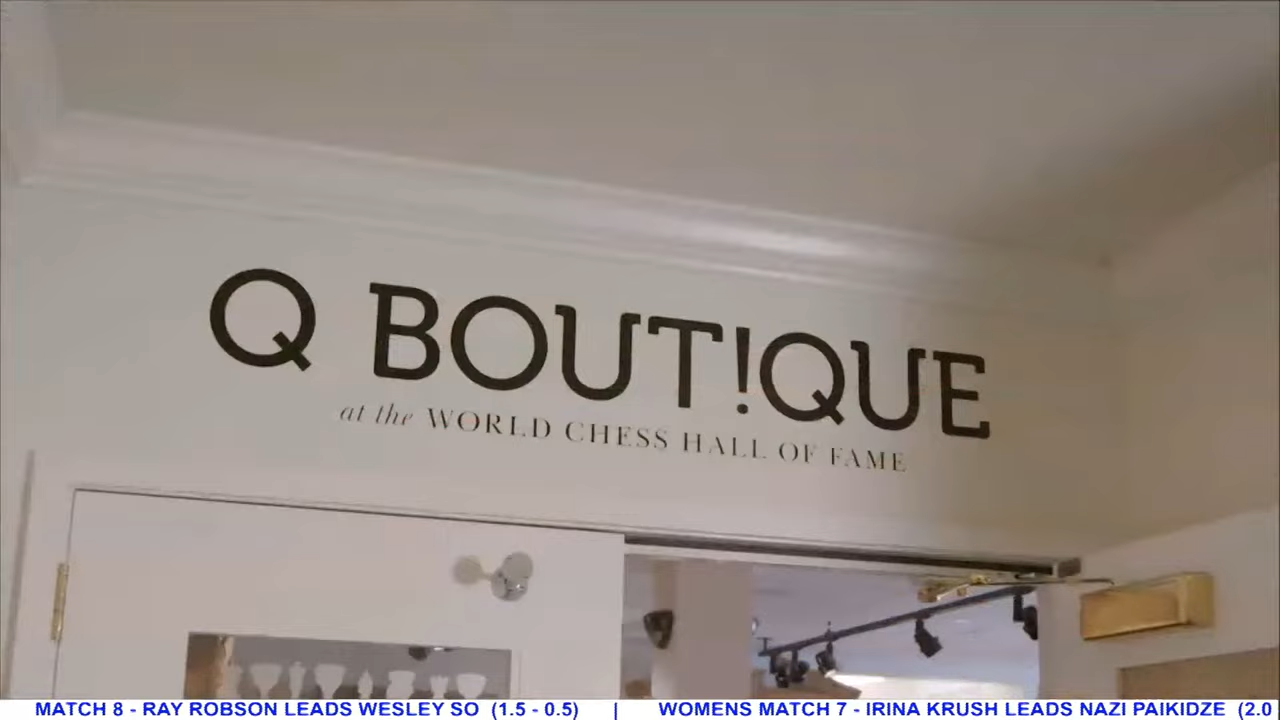 Q BOUT!QUE
at the WORLD CHESS HALL OF FAME
MATCH 8 - RAY ROBSON LEADS WESLEY SO (1.5 - 0.5) | WOMENS MATCH 7 - IRINA KRUSH LEADS NAZI PAIKIDZE (2.0